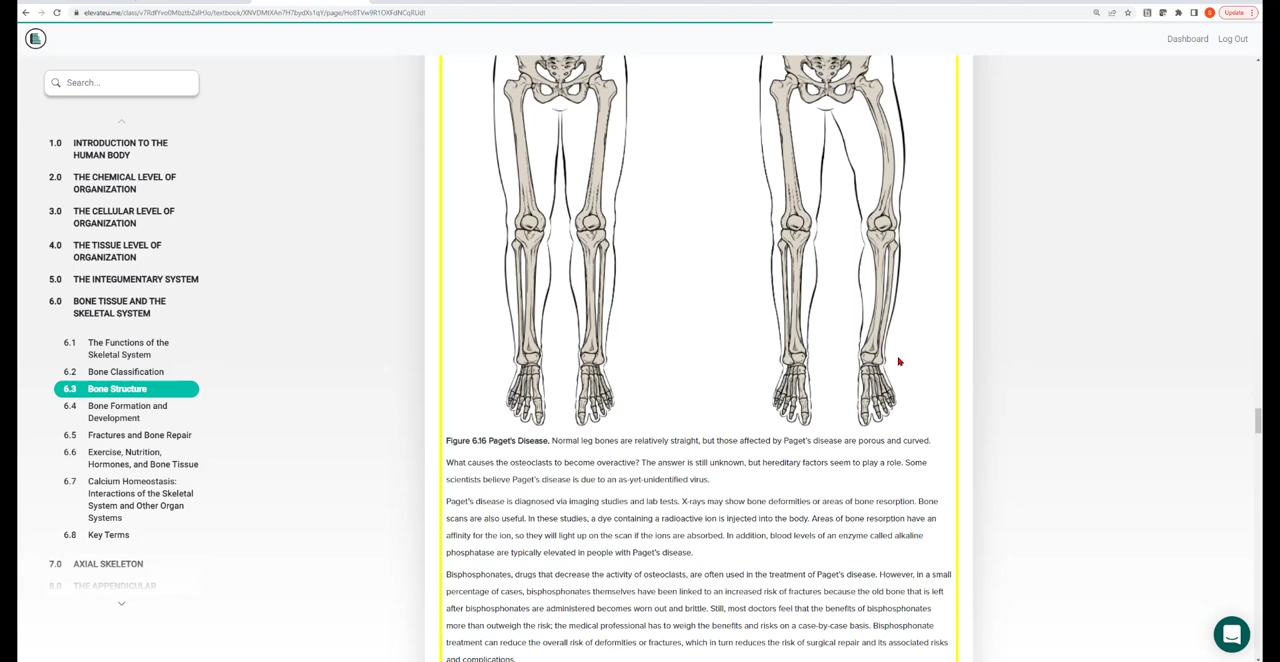 elevateu.me/class/v7RdfYvo0MbztbZslHJo/textbook/XNVDMtXAn7H7bydXs1qY/page/Ho8TVw9R1OXFdNCqRUd!
S
Update
Dashboard
Log Out
Search...
1.0 INTRODUCTION TO THE
HUMAN BODY
2.0 THE CHEMICAL LEVEL OF
ORGANIZATION
3.0 THE CELLULAR LEVEL OF
ORGANIZATION
4.0 THE TISSUE LEVEL OF
ORGANIZATION
5.0 THE INTEGUMENTARY SYSTEM
6.0 BONE TISSUE AND THE
SKELETAL SYSTEM
6.1 The Functions of the
Skeletal System
6.2 Bone Classification
6.3 Bone Structure
6.4 Bone Formation and
Development
6.5 Fractures and Bone Repair
6.6 Exercise, Nutrition,
Hormones, and Bone Tissue
6.7 Calcium Homeostasis:
Interactions of the Skeletal
System and Other Organ
Systems
6.8 Key Terms
7.0 AXIAL SKELETON
8.0 THE APPENDICULAR
Figure 6.16 Paget's Disease. Normal leg bones are relatively straight, but those affected by Paget's disease are porous and curved.
What causes the osteoclasts to become overactive? The answer is still unknown, but hereditary factors seem to play a role. Some
scientists believe Paget's disease is due to an as-yet-unidentified virus.
Paget's disease is diagnosed via imaging studies and lab tests. X-rays may show bone deformities or areas of bone resorption. Bone
scans are also useful. In these studies, a dye containing a radioactive ion is injected into the body. Areas of bone resorption have an
affinity for the ion, so they will light up on the scan if the ions are absorbed. In addition, blood levels of an enzyme called alkaline
phosphatase are typically elevated in people with Paget's disease.
Bisphosphonates, drugs that decrease the activity of osteoclasts, are often used in the treatment of Paget's disease. However, in a small
percentage of cases, bisphosphonates themselves have been linked to an increased risk of fractures because the old bone that is left
after bisphosphonates are administered becomes worn out and brittle. Still, most doctors feel that the benefits of bisphosphonates
more than outweigh the risk; the medical professional has to weigh the benefits and risks on a case-by-case basis. Bisphosphonate
treatment can reduce the overall risk of deformities or fractures, which in turn reduces the risk of surgical repair and its associated risks
and complications.